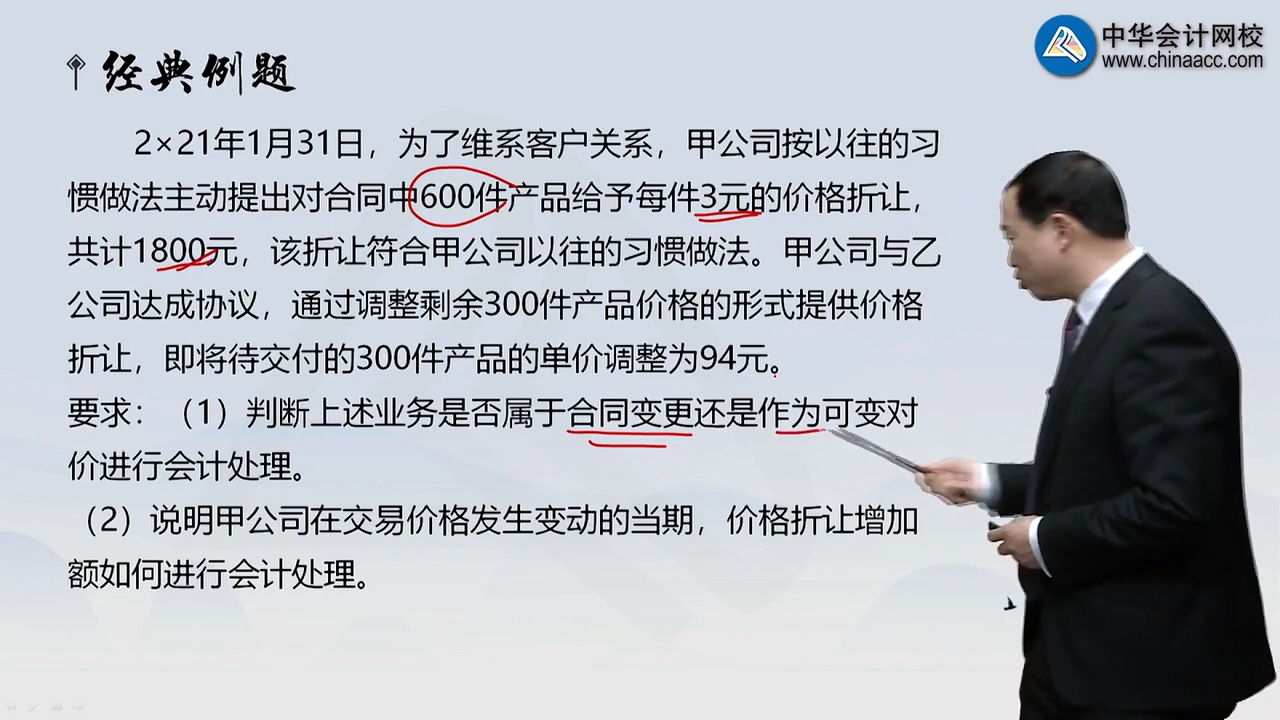 中华会计网校
www.chinaacc.com
经典例题
2×21年1月31日，为了维系客户关系，甲公司按以往的习
惯做法主动提出对合同中600件产品给予每件3元的价格折让，
共计1800元，该折让符合甲公司以往的习惯做法。甲公司与乙
公司达成协议，通过调整剩余300件产品价格的形式提供价格
折让，即将待交付的300件产品的单价调整为94元。
要求：（1）判断上述业务是否属于合同变更还是作为可变对
价进行会计处理。
（2）说明甲公司在交易价格发生变动的当期，价格折让增加
额如何进行会计处理。